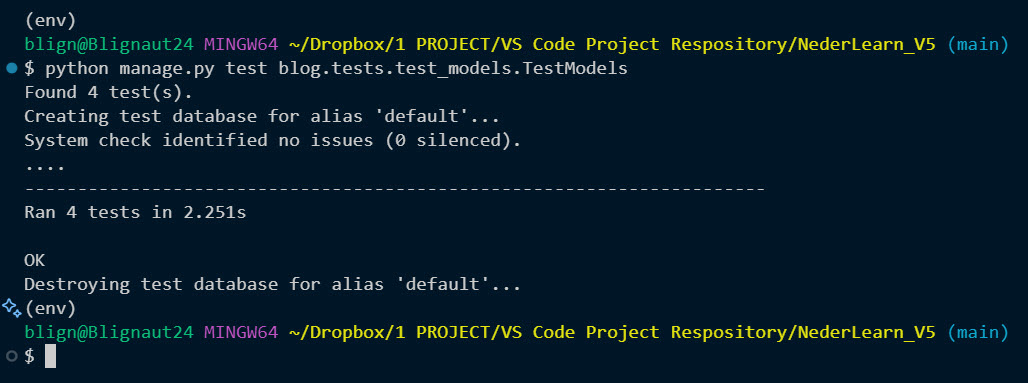 (env)
blign@Blignaut24 MINGW64 ~/Dropbox/1 PROJECT/VS Code Project Respository/NederLearn_V5 (main)
$ python manage.py test blog.tests.test_models.TestModels
Found 4 test(s).
Creating test database for alias 'default'...
System check identified no issues (0 silenced).
....
----------------------------------------------------------------------
Ran 4 tests in 2.251s

OK
Destroying test database for alias 'default'...
(env)
blign@Blignaut24 MINGW64 ~/Dropbox/1 PROJECT/VS Code Project Respository/NederLearn_V5 (main)
$